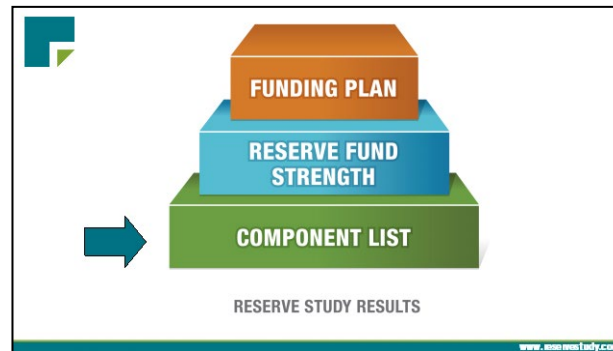 FUNDING PLAN
RESERVE FUND
STRENGTH
COMPONENT LIST
RESERVE STUDY RESULTS